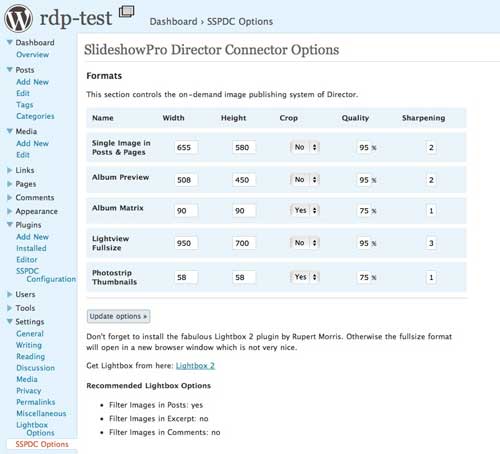 rdp-test
Dashboard › SSPDC Options
Dashboard
Overview
Posts
Add New
Edit
Tags
Categories
Media
Add New
Edit
Links
Pages
Comments
Appearance
Plugins
Add New
Installed
Editor
SSPDC
Configuration
Users
Tools
Settings
General
Writing
Reading
Discussion
Media
Privacy
Permalinks
Miscellaneous
Lightbox
Options
SSPDC Options
SlideshowPro Director Connector Options
Formats
This section controls the on-demand image publishing system of Director.
Name Width Height Crop Quality Sharpening
Single Image in
Posts & Pages 655 580 No 95 % 2
Album Preview 508 450 No 95 % 2
Album Matrix 90 90 Yes 75 % 1
Lightview
Fullsize 950 700 No 95 % 3
Photostrip
Thumbnails 58 58 Yes 75 % 1
Update options »
Don't forget to install the fabulous Lightbox 2 plugin by Rupert Morris. Otherwise the fullsize format
will open in a new browser window which is not very nice.
Get Lightbox from here: Lightbox 2
Recommended Lightbox Options
• Filter Images in Posts: yes
• Filter Images in Excerpt: no
• Filter Images in Comments: no